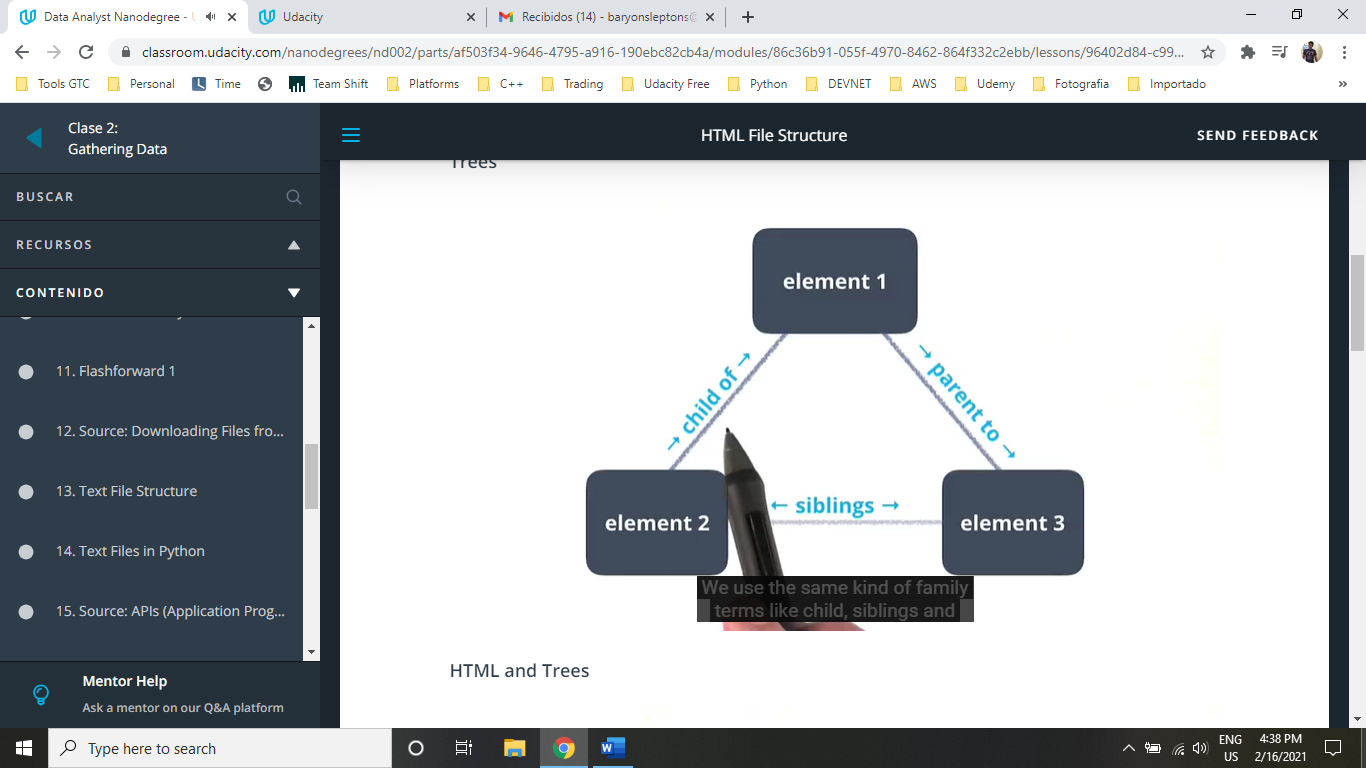 Data Analyst Nanodegree -
Udacity
Recibidos (14) - baryonsleptons@
classroom.udacity.com/nanodegrees/nd002/parts/af503f34-9646-4795-a916-190ebc82cb4a/modules/86c36b91-055f-4970-8462-864f332c2ebb/lessons/96402d84-c99...
Tools GTC
Personal
Time
Team Shift
Platforms
C++
Trading
Udacity Free
Python
DEVNET
AWS
Udemy
Fotografia
Importado
»
Clase 2:
Gathering Data
HTML File Structure
SEND FEEDBACK
BUSCAR
RECURSOS
CONTENIDO
11. Flashforward 1
12. Source: Downloading Files fro...
13. Text File Structure
14. Text Files in Python
15. Source: APIs (Application Prog...
Mentor Help
Ask a mentor on our Q&A platform
Trees
element 1
→ child of →
→ parent to →
element 2
← siblings →
element 3
We use the same kind of family
terms like child, siblings and
HTML and Trees
Type here to search
ENG
US
4:38 PM
2/16/2021